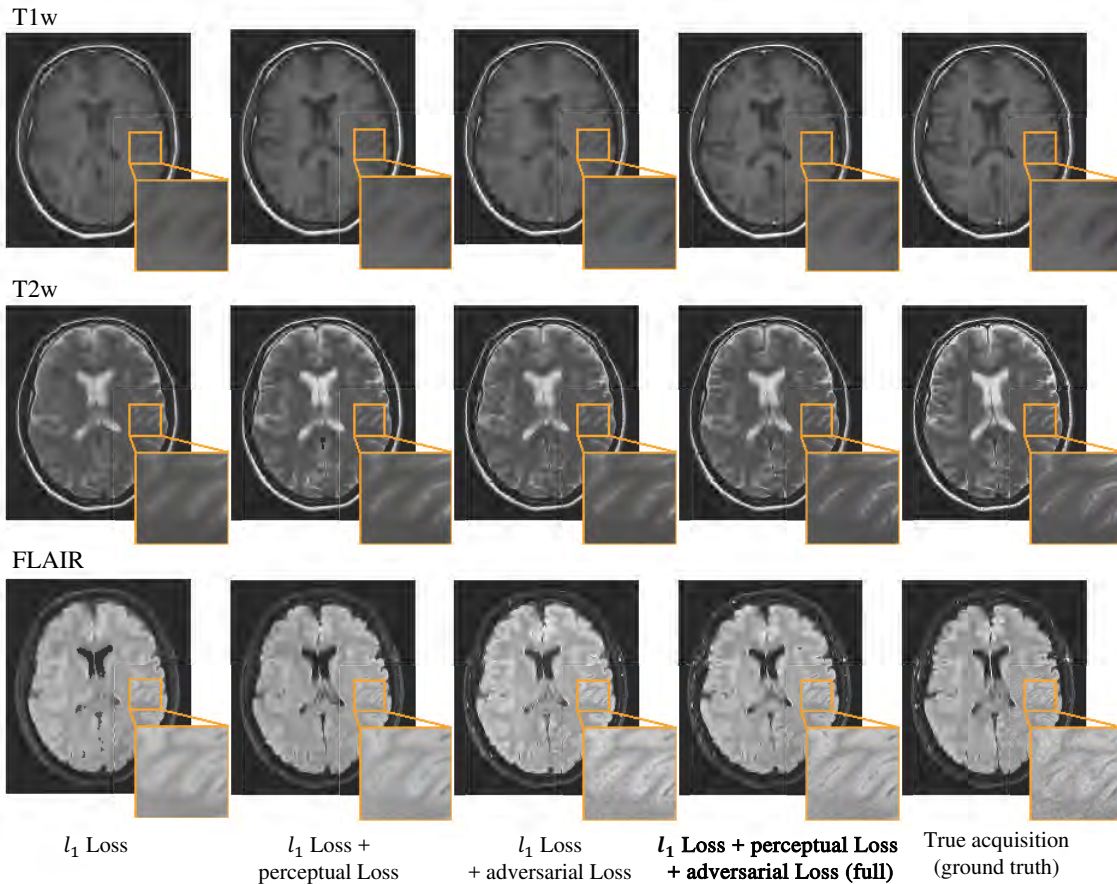 T1w
T2w
FLAIR
l₁ Loss
l₁ Loss +
perceptual Loss
l₁ Loss
+ adversarial Loss
l₁ Loss + perceptual Loss
+ adversarial Loss (full)
True acquisition
(ground truth)